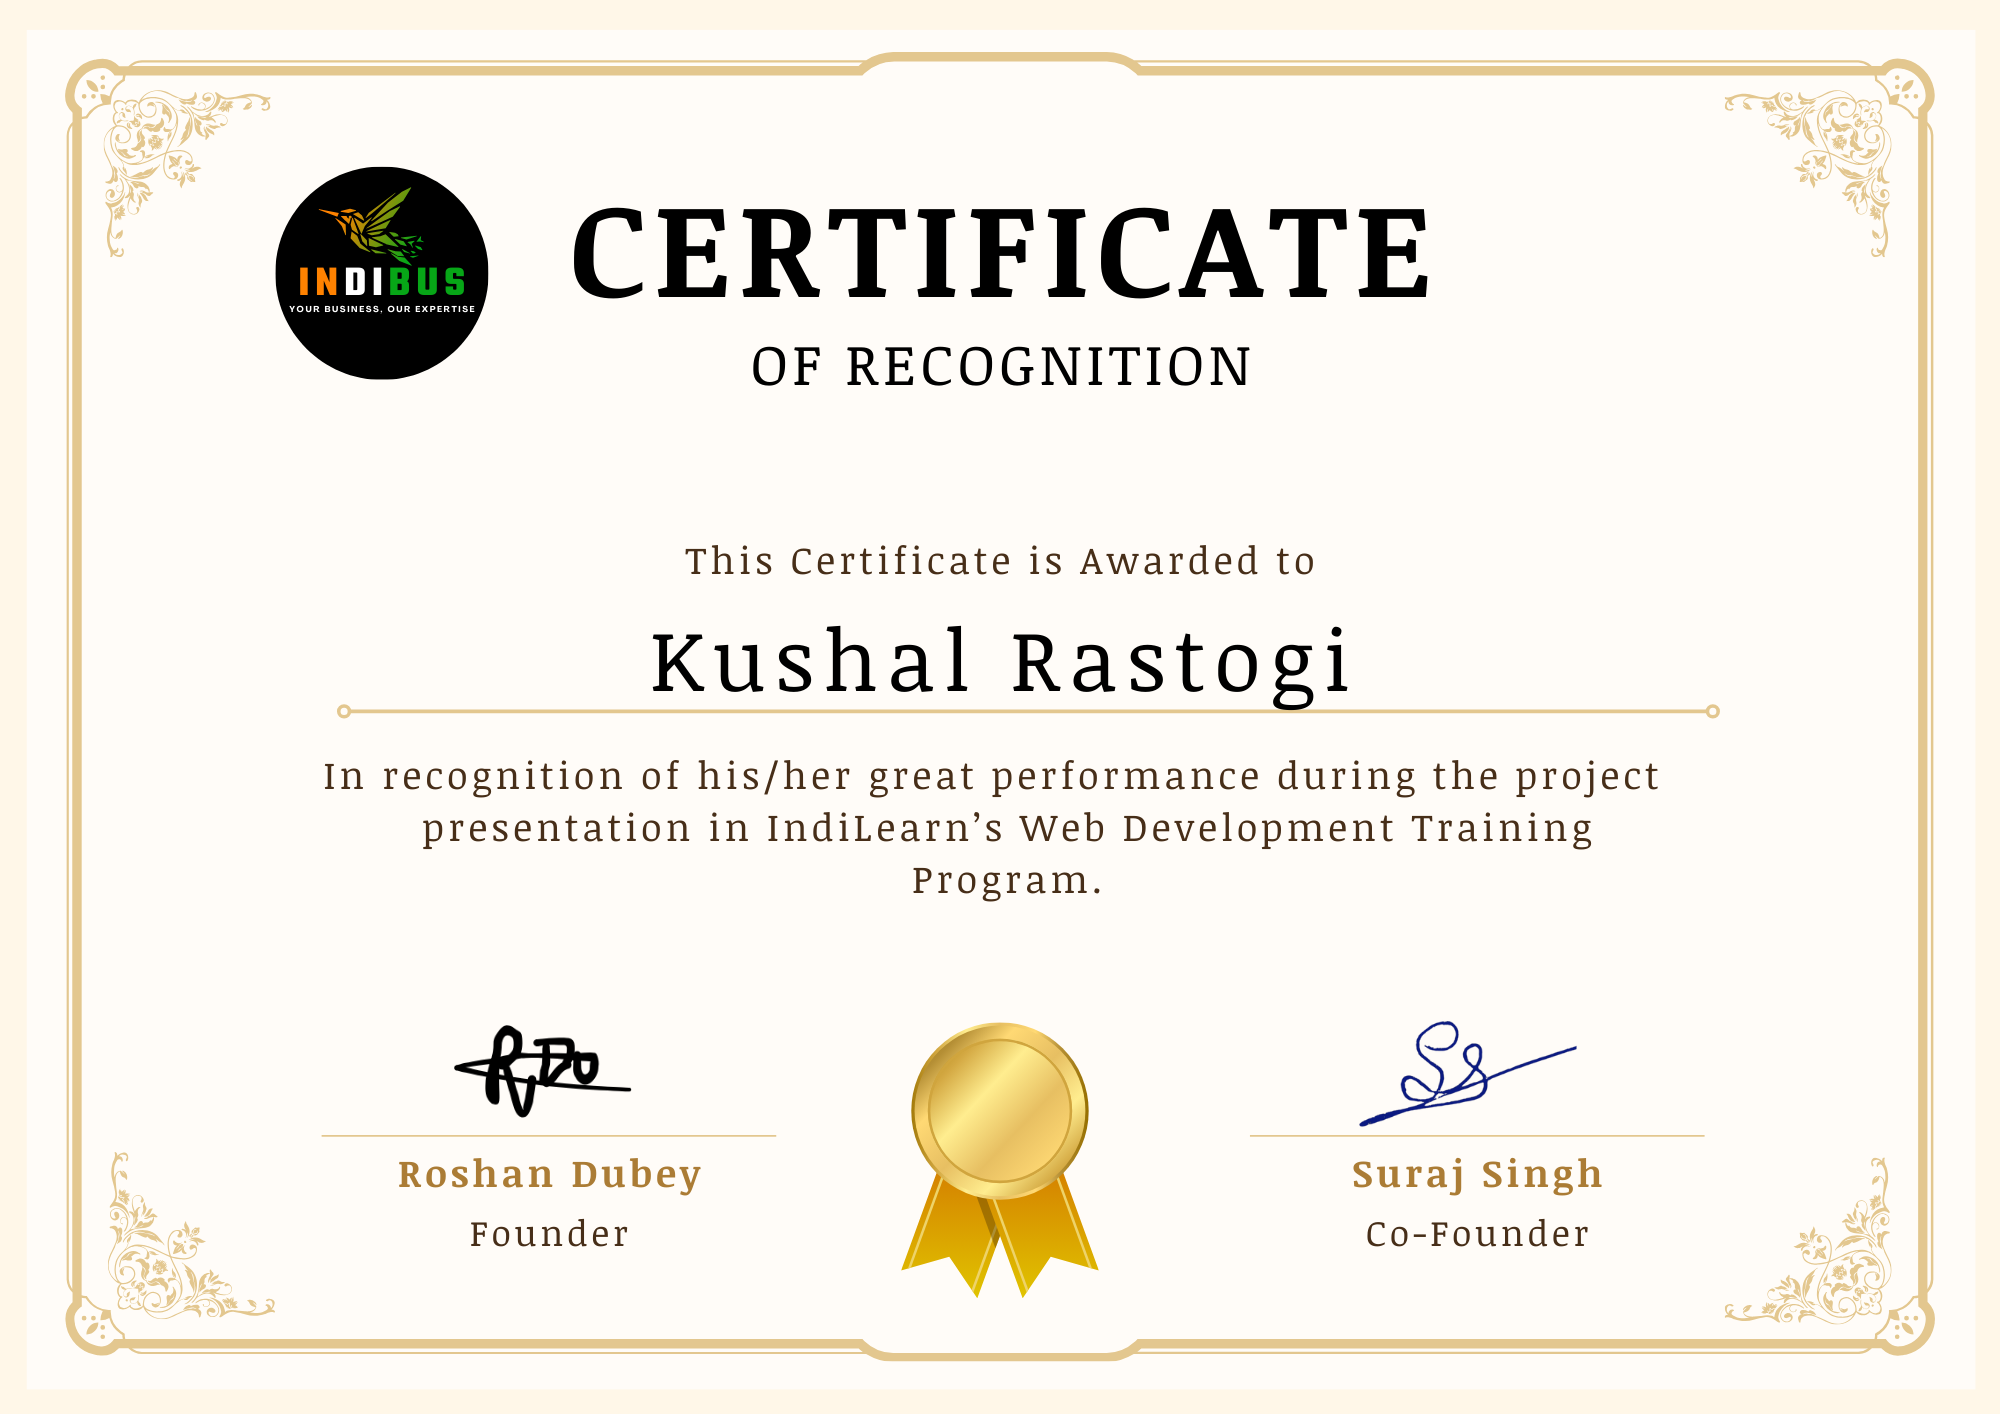 INDIBUS
YOUR BUSINESS, OUR EXPERTISE
CERTIFICATE
OF RECOGNITION
This Certificate is Awarded to
Kushal Rastogi
In recognition of his/her great performance during the project
presentation in IndiLearn’s Web Development Training
Program.
Roshan Dubey
Founder
Suraj Singh
Co-Founder